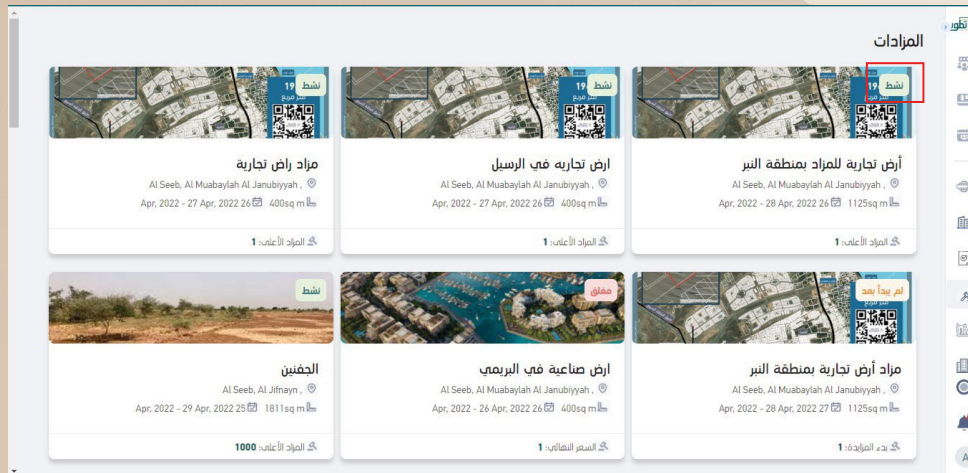 تطوير
المزادات
نشط
أرض تجارية للمزاد بمنطقة النبر
Al Seeb, Al Muabaylah Al Janubiyyah ,
1125sq m 26 Apr, 2022 - 28 Apr, 2022
المزاد الأعلى: 1
نشط
ارض تجاريه في الرسيل
Al Seeb, Al Muabaylah Al Janubiyyah ,
400sq m 26 Apr, 2022 - 27 Apr, 2022
المزاد الأعلى: 1
نشط
مزاد راض تجارية
Al Seeb, Al Muabaylah Al Janubiyyah ,
400sq m 26 Apr, 2022 - 27 Apr, 2022
المزاد الأعلى: 1
لم يبدأ بعد
مزاد أرض تجارية بمنطقة النبر
Al Seeb, Al Muabaylah Al Janubiyyah ,
1125sq m 27 Apr, 2022 - 28 Apr, 2022
بدء المزايدة: 1
مغلق
ارض صناعية في البريمي
Al Seeb, Al Muabaylah Al Janubiyyah ,
400sq m 26 Apr, 2022 - 26 Apr, 2022
السعر النهائي: 1
نشط
الجفنين
Al Seeb, Al Jifnayn ,
1811sq m 25 Apr, 2022 - 29 Apr, 2022
المزاد الأعلى: 1000
A